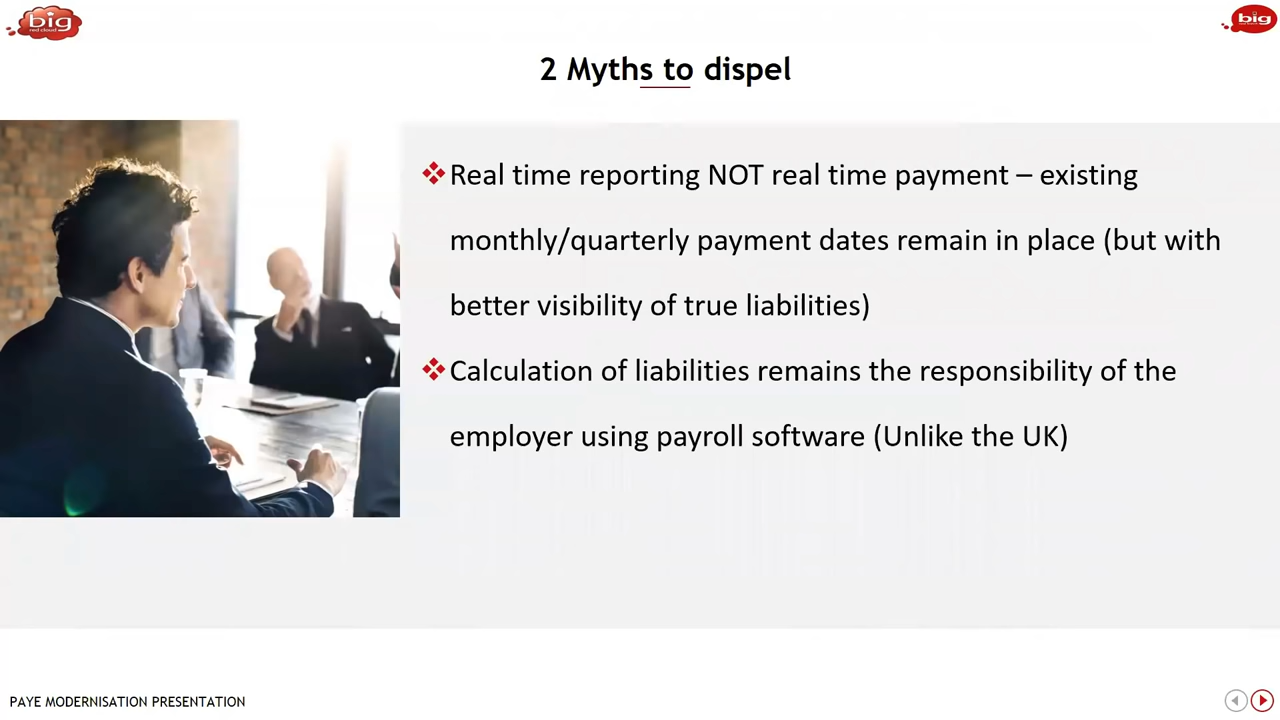 big
red cloud
big
2 Myths to dispel
Real time reporting NOT real time payment – existing
monthly/quarterly payment dates remain in place (but with
better visibility of true liabilities)
Calculation of liabilities remains the responsibility of the
employer using payroll software (Unlike the UK)
PAYE MODERNISATION PRESENTATION